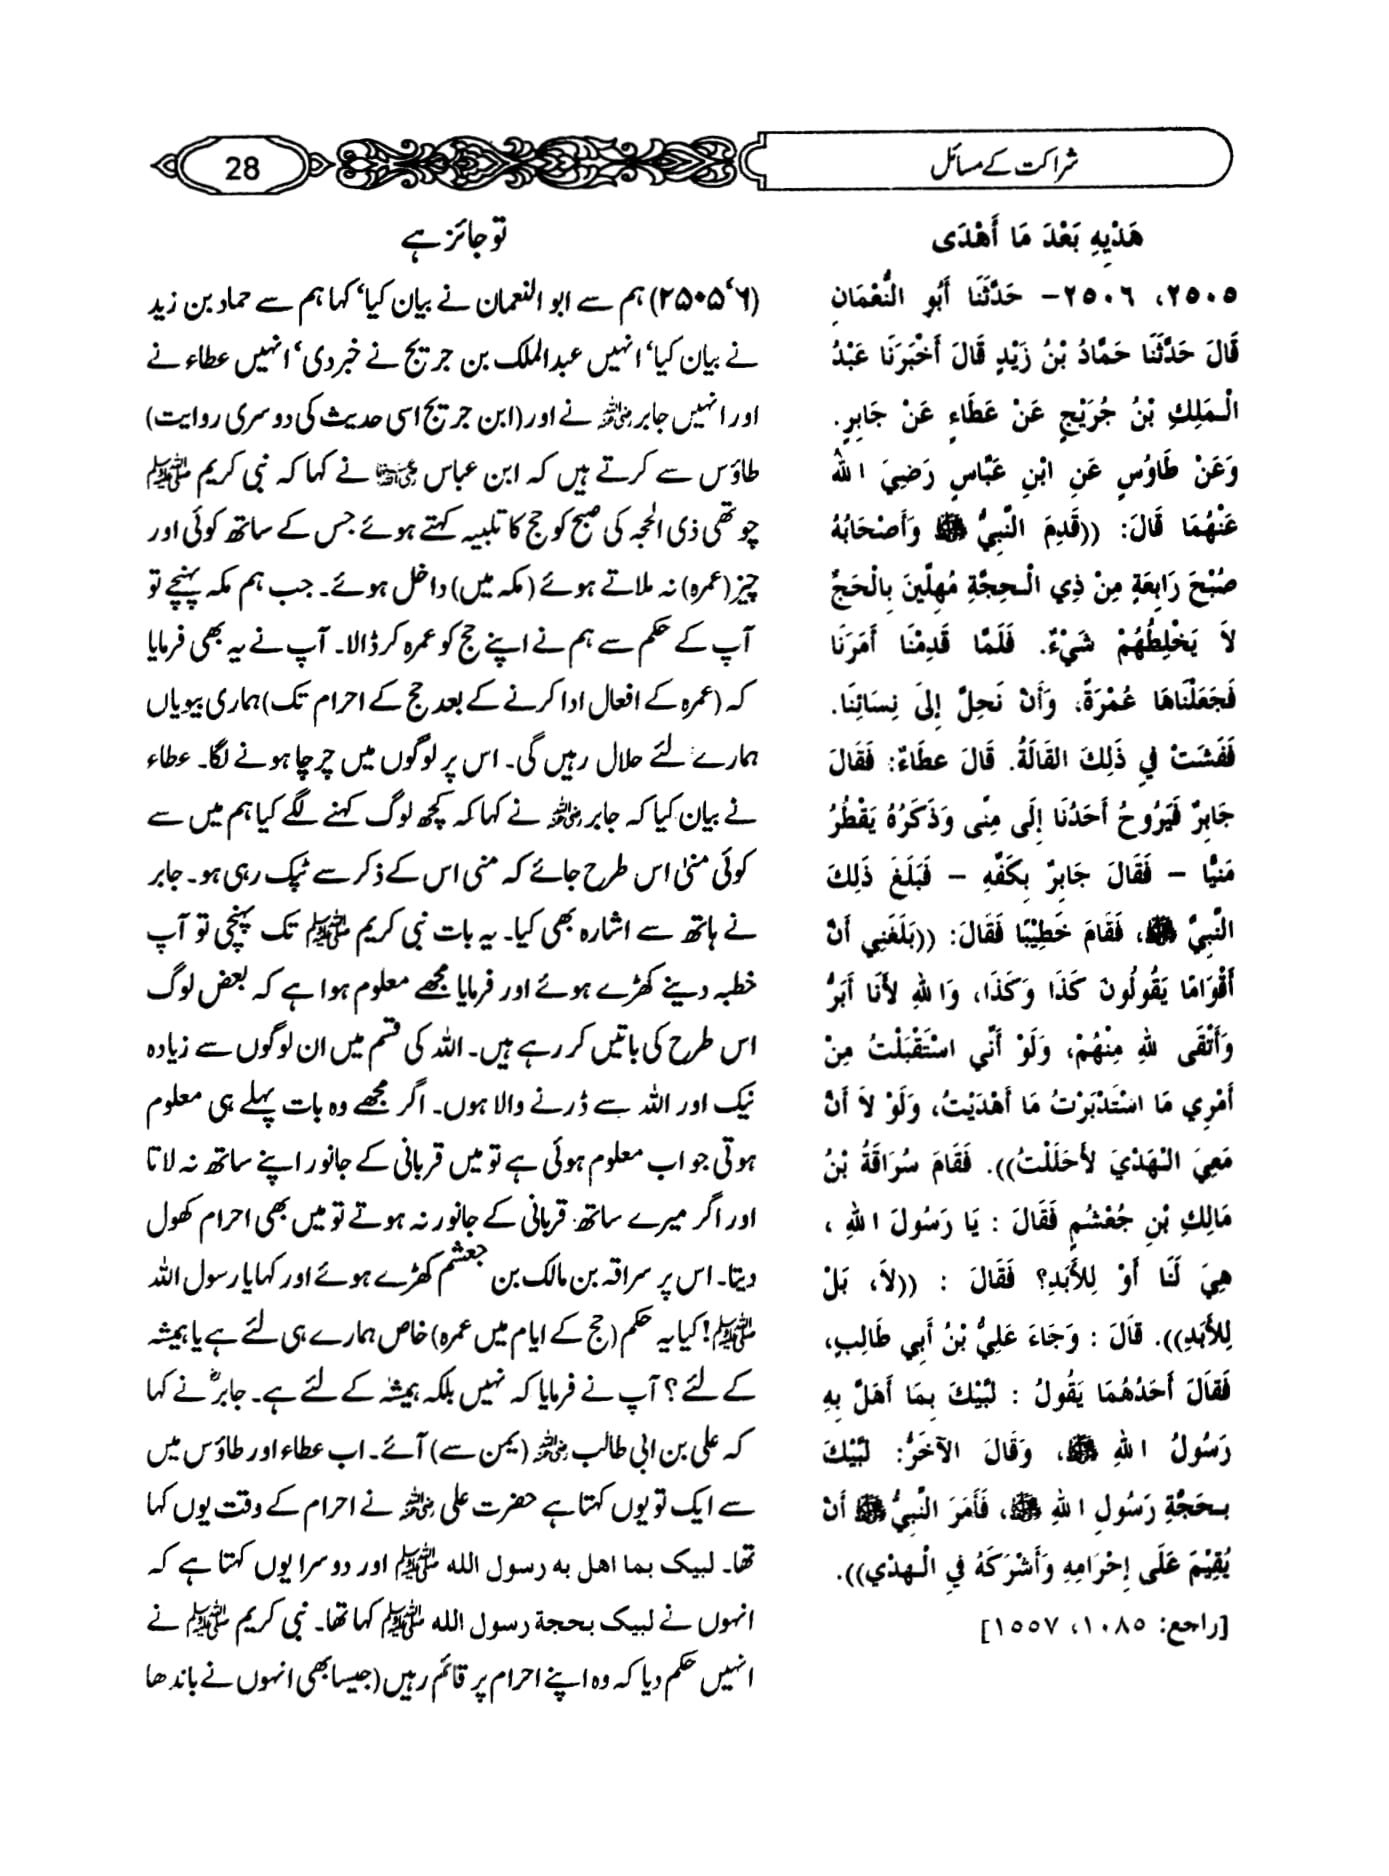 شراکت کے مسائل
28
هَدْيِهِ بَعْدَ مَا أَهْدَى
٢٥٠٥، ٢٥٠٦- حَدَّثَنَا أَبُو النُّعْمَانِ
قَالَ حَدَّثَنَا حَمَّادُ بْنُ زَيْدٍ قَالَ أَخْبَرَنَا عَبْدُ
الْـمَلِكِ بْنُ جُرَيْجٍ عَنْ عَطَاءٍ عَنْ جَابِرٍ.
وَعَنْ طَاوُسٍ عَنِ ابْنِ عَبَّاسٍ رَضِيَ اللهُ
عَنْهُمَا قَالَ: ((قَدِمَ النَّبِيُّ ﷺ وَأَصْحَابُهُ
صُبْحَ رَابِعَةٍ مِنْ ذِي الْـحِجَّةِ مُهِلِّينَ بِالْحَجِّ
لاَ يَخْلِطُهُمْ شَيْءٌ. فَلَمَّا قَدِمْنَا أَمَرَنَا
فَجَعَلْنَاهَا عُمْرَةً، وَأَنْ نَحِلَّ إِلَى نِسَائِنَا.
فَفَشَتْ فِي ذَلِكَ القَالَةُ. قَالَ عطَاءٌ: فَقَالَ
جَابِرٌ فَيَرُوحُ أَحَدُنَا إِلَى مِنًى وَذَكَرُهُ يَقْطُرُ
مَنِيًّا – فَقَالَ جَابِرٌ بِكَفِّهِ – فَبَلَغَ ذَلِكَ
النَّبِيَّ ﷺ، فَقَامَ خَطِيْبًا فَقَالَ: ((بَلَغَنِي أَنَّ
أَقْوَامًا يَقُولُونَ كَذَا وَكَذَا، وَاللهِ لأَنَا أَبَرُّ
وَأَتْقَى للهِ مِنْهُمْ، وَلَوْ أَنِّي اسْتَقْبَلْتُ مِنْ
أَمْرِي مَا اسْتَدْبَرْتُ مَا أَهْدَيْتُ، وَلَوْ لاَ أَنَّ
مَعِيَ الْـهَدْيَ لأَحْلَلْتُ)). فَقَامَ سُرَاقَةُ بْنُ
مَالِكِ بْنِ جُعْشُمٍ فَقَالَ : يَا رَسُولَ اللهِ ،
هِيَ لَنَا أَوْ لِلأَبَدِ؟ فَقَالَ : ((لاَ، بَلْ
لِلأَبَدِ)). قَالَ : وَجَاءَ عَلِيُّ بْنُ أَبِي طَالِبٍ،
فَقَالَ أَحَدُهُمَا يَقُولُ : لَبَّيْكَ بِمَا أَهَلَّ بِهِ
رَسُولُ اللهِ ﷺ، وَقَالَ الآخَرُ: لَبَّيْكَ
بِـحَجَّةِ رَسُولِ اللهِ ﷺ، فَأَمَرَ النَّبِيُّ ﷺ أَنْ
يُقِيْمَ عَلَى إِحْرَامِهِ وَأَشْرَكَهُ فِي الْـهدْيِ)).
[راجع: ١٠٨٥، ١٥٥٧]
تو جائز ہے
(۶‘۲۵۰۵) ہم سے ابو النعمان نے بیان کیا‘ کہا ہم سے حماد بن زید
نے بیان کیا‘ انہیں عبدالملک بن جریج نے خبر دی‘ انہیں عطاء نے
اور انہیں جابر رضی اللہ عنہ نے اور (ابن جریج اسی حدیث کی دوسری روایت)
طاؤس سے کرتے ہیں کہ ابن عباس رضی اللہ عنہما نے کہا کہ نبی کریم ﷺ
چوتھی ذی الحجہ کی صبح کو حج کا تلبیہ کہتے ہوئے جس کے ساتھ کوئی اور
چیز (عمرہ) نہ ملاتے ہوئے (مکہ میں) داخل ہوئے۔ جب ہم مکہ پہنچے تو
آپ کے حکم سے ہم نے اپنے حج کو عمرہ کر ڈالا۔ آپ نے یہ بھی فرمایا
کہ (عمرہ کے افعال ادا کرنے کے بعد حج کے احرام تک) ہماری بیویاں
ہمارے لئے حلال رہیں گی۔ اس پر لوگوں میں چرچا ہونے لگا۔ عطاء
نے بیان کیا کہ جابر رضی اللہ عنہ نے کہا کہ کچھ لوگ کہنے لگے کیا ہم میں سے
کوئی منیٰ اس طرح جائے کہ منی اس کے ذکر سے ٹپک رہی ہو۔ جابر
نے ہاتھ سے اشارہ بھی کیا۔ یہ بات نبی کریم ﷺ تک پہنچی تو آپ
خطبہ دینے کھڑے ہوئے اور فرمایا مجھے معلوم ہوا ہے کہ بعض لوگ
اس طرح کی باتیں کر رہے ہیں۔ اللہ کی قسم میں ان لوگوں سے زیادہ
نیک اور اللہ سے ڈرنے والا ہوں۔ اگر مجھے وہ بات پہلے ہی معلوم
ہوتی جو اب معلوم ہوئی ہے تو میں قربانی کے جانور اپنے ساتھ نہ لاتا
اور اگر میرے ساتھ قربانی کے جانور نہ ہوتے تو میں بھی احرام کھول
دیتا۔ اس پر سراقہ بن مالک بن جعشم کھڑے ہوئے اور کہا یا رسول اللہ
ﷺ! کیا یہ حکم (حج کے ایام میں عمرہ) خاص ہمارے ہی لئے ہے یا ہمیشہ
کے لئے؟ آپ نے فرمایا کہ نہیں بلکہ ہمیشہ کے لئے ہے۔ جابرؓ نے کہا
کہ علی بن ابی طالب رضی اللہ عنہ (یمن سے) آئے۔ اب عطاء اور طاؤس میں
سے ایک تو یوں کہتا ہے حضرت علی رضی اللہ عنہ نے احرام کے وقت یوں کہا
تھا۔ لبیک بما اهل به رسول الله ﷺ اور دوسرا یوں کہتا ہے کہ
انہوں نے لبیک بحجة رسول الله ﷺ کہا تھا۔ نبی کریم ﷺ نے
انہیں حکم دیا کہ وہ اپنے احرام پر قائم رہیں (جیسا بھی انہوں نے باندھا